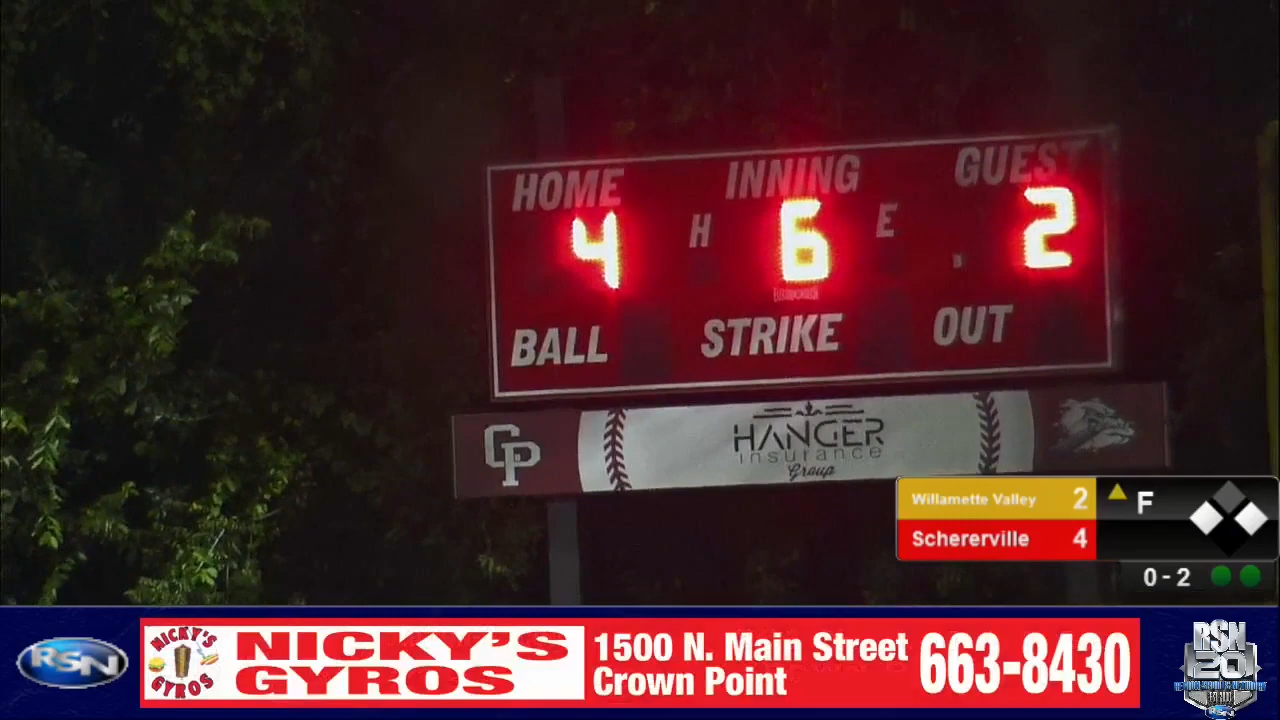 HOME INNING GUEST
4 H 6 E 2
B
BALL STRIKE OUT
CP
HANGER
insurance
Group
Willamette Valley 2
F
Schererville 4
0 - 2
RSN
NICKY'S
GYROS
NICKY'S
GYROS
1500 N. Main Street
Crown Point
663-8430
RSN
20
RSN